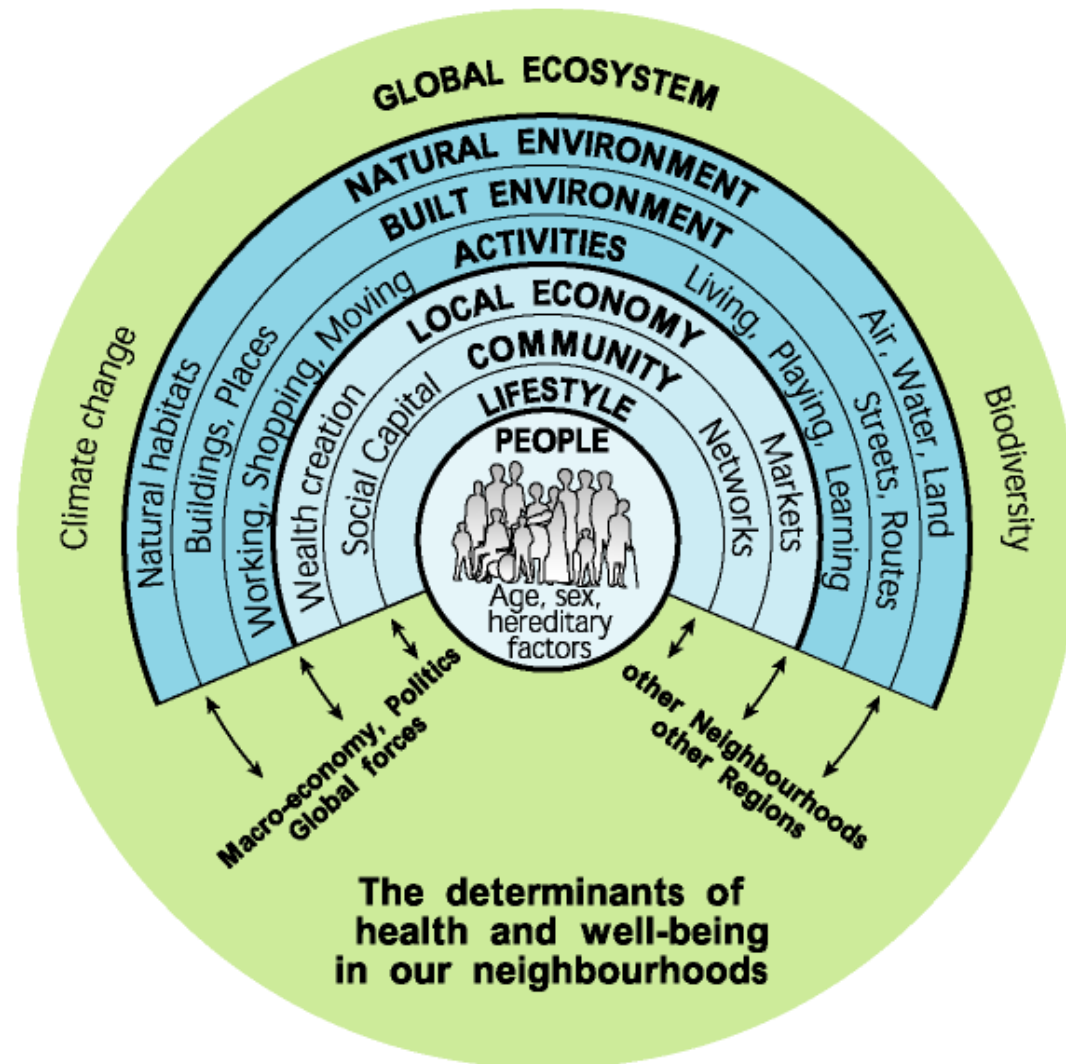 GLOBAL ECOSYSTEM
NATURAL ENVIRONMENT
BUILT ENVIRONMENT
ACTIVITIES
LOCAL ECONOMY
COMMUNITY
LIFESTYLE
PEOPLE
Age, sex,
hereditary
factors
Climate change
Natural habitats
Buildings, Places
Working, Shopping, Moving
Wealth creation
Social Capital
Networks
Markets
Living, Playing, Learning
Streets, Routes
Air, Water, Land
Biodiversity
Macro-economy, Politics
Global forces
other Neighbourhoods
other Regions
The determinants of
health and well-being
in our neighbourhoods